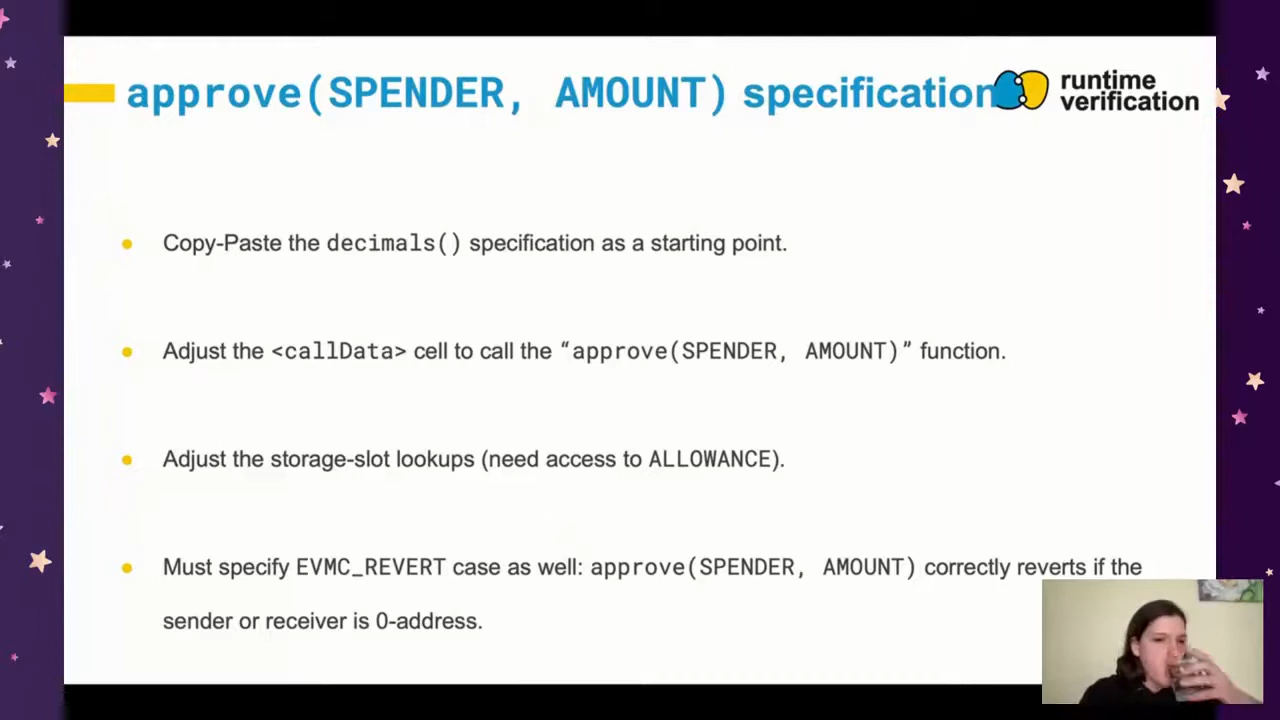 approve(SPENDER, AMOUNT) specification
runtime
verification
Copy-Paste the decimals() specification as a starting point.
Adjust the <callData> cell to call the “approve(SPENDER, AMOUNT)” function.
Adjust the storage-slot lookups (need access to ALLOWANCE).
Must specify EVMC_REVERT case as well: approve(SPENDER, AMOUNT) correctly reverts if the
sender or receiver is 0-address.